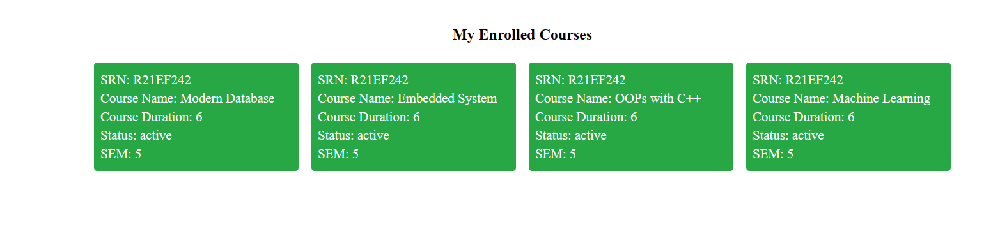 My Enrolled Courses
SRN: R21EF242
Course Name: Modern Database
Course Duration: 6
Status: active
SEM: 5
SRN: R21EF242
Course Name: Embedded System
Course Duration: 6
Status: active
SEM: 5
SRN: R21EF242
Course Name: OOPs with C++
Course Duration: 6
Status: active
SEM: 5
SRN: R21EF242
Course Name: Machine Learning
Course Duration: 6
Status: active
SEM: 5